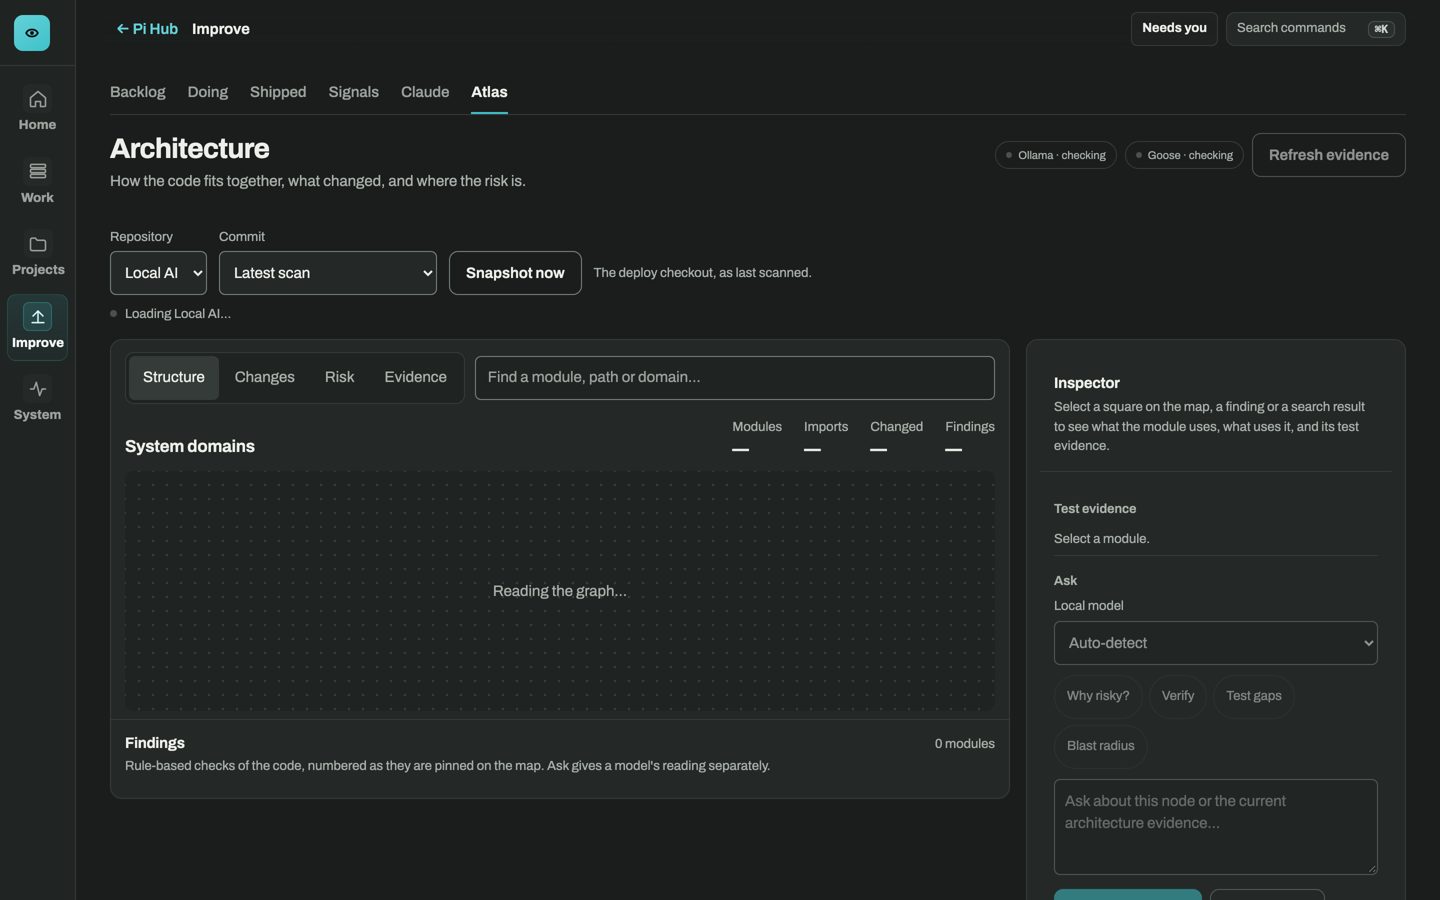 ← Pi Hub Improve
Needs you
Search commands ⌘K
Home
Work
Projects
Improve
System
Backlog Doing Shipped Signals Claude Atlas
Architecture
How the code fits together, what changed, and where the risk is.
Ollama · checking
Goose · checking
Refresh evidence
Repository
Commit
Local AI
Latest scan
Snapshot now
The deploy checkout, as last scanned.
Loading Local AI...
Structure Changes Risk Evidence
Find a module, path or domain...
System domains
Modules Imports Changed Findings
— — — —
Reading the graph...
Findings
0 modules
Rule-based checks of the code, numbered as they are pinned on the map. Ask gives a model's reading separately.
Inspector
Select a square on the map, a finding or a search result
to see what the module uses, what uses it, and its test
evidence.
Test evidence
Select a module.
Ask
Local model
Auto-detect
Why risky? Verify Test gaps
Blast radius
Ask about this node or the current
architecture evidence...